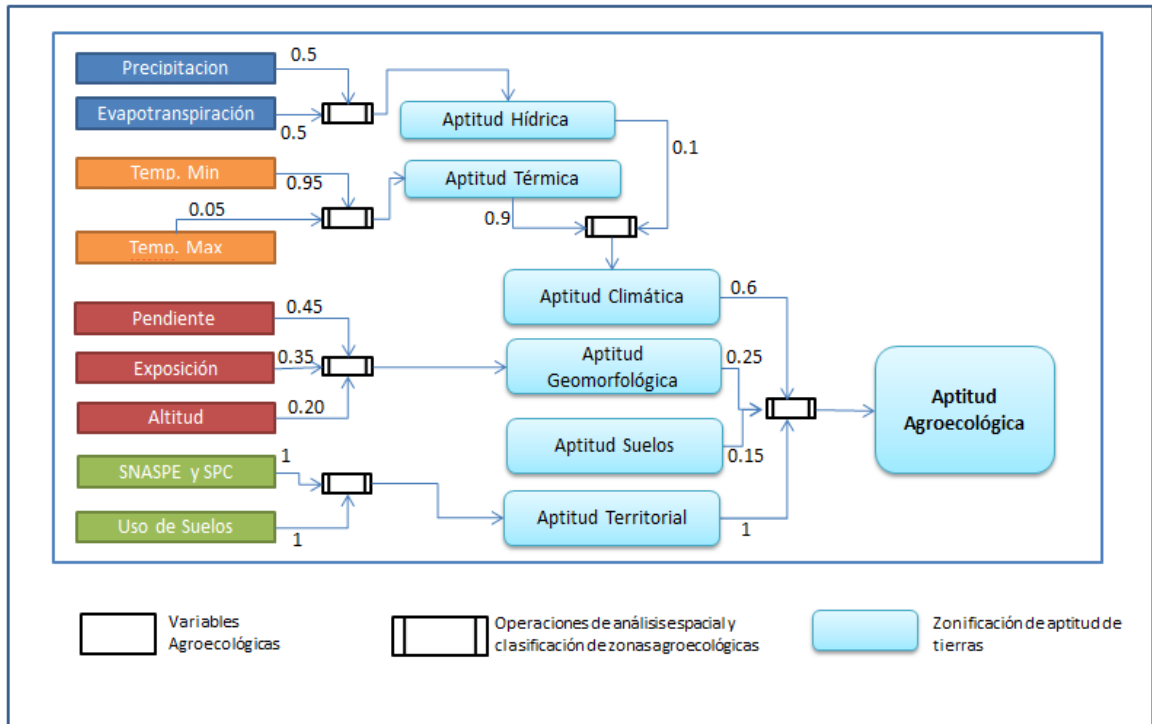 Precipitacion
0.5
Evapotranspiración
0.5
Aptitud Hídrica
0.1
Temp. Min
0.95
Aptitud Térmica
0.9
0.05
Temp. Max
Aptitud Climática
0.6
Pendiente
0.45
Exposición
0.35
Altitud
0.20
Aptitud
Geomorfológica
0.25
Aptitud Suelos
0.15
Aptitud
Agroecológica
SNASPE y SPC
1
Uso de Suelos
1
Aptitud Territorial
1
Variables
Agroecológicas
Operaciones de análisis espacial y
clasificación de zonas agroecológicas
Zonificación de aptitud de
tierras